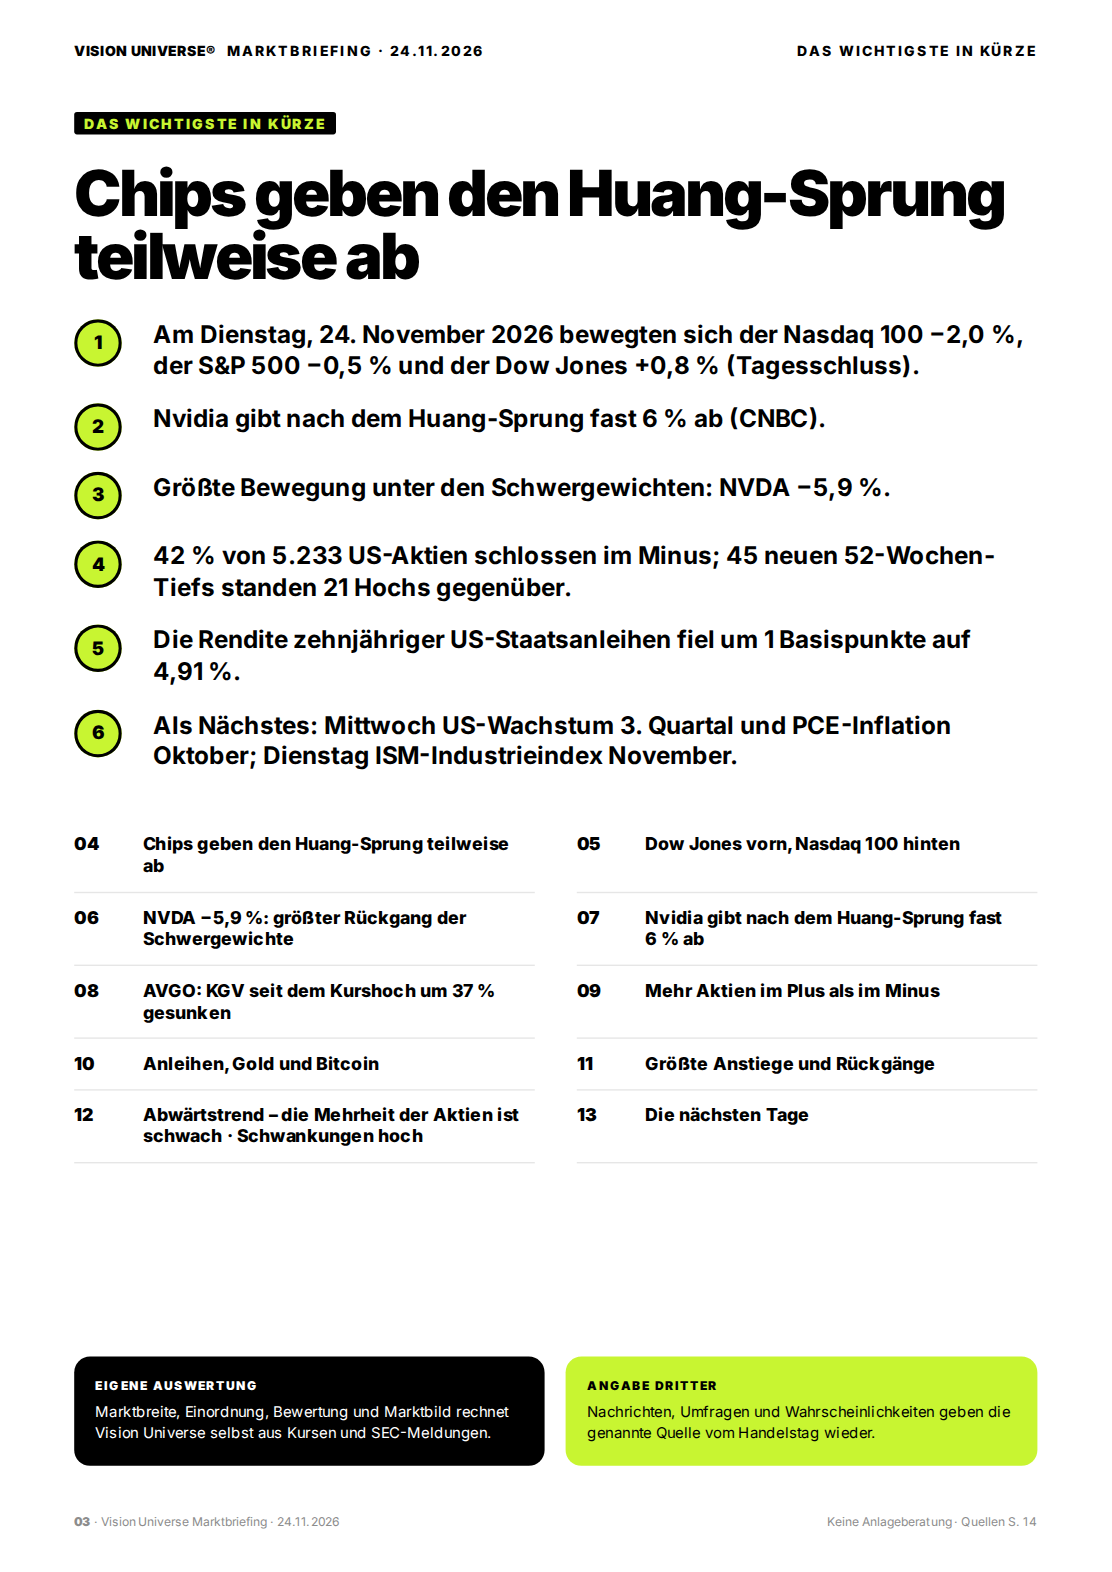 VISION UNIVERSE® MARKTBRIEFING · 24.11.2026
DAS WICHTIGSTE IN KÜRZE
DAS WICHTIGSTE IN KÜRZE
Chips geben den Huang-Sprung
teilweise ab
1
Am Dienstag, 24. November 2026 bewegten sich der Nasdaq 100 −2,0 %,
der S&P 500 −0,5 % und der Dow Jones +0,8 % (Tagesschluss).
2
Nvidia gibt nach dem Huang-Sprung fast 6 % ab (CNBC).
3
Größte Bewegung unter den Schwergewichten: NVDA −5,9 %.
4
42 % von 5.233 US-Aktien schlossen im Minus; 45 neuen 52-Wochen-
Tiefs standen 21 Hochs gegenüber.
5
Die Rendite zehnjähriger US-Staatsanleihen fiel um 1 Basispunkte auf
4,91 %.
6
Als Nächstes: Mittwoch US-Wachstum 3. Quartal und PCE-Inflation
Oktober; Dienstag ISM-Industrieindex November.
04 Chips geben den Huang-Sprung teilweise
ab
05 Dow Jones vorn, Nasdaq 100 hinten
06 NVDA −5,9 %: größter Rückgang der
Schwergewichte
07 Nvidia gibt nach dem Huang-Sprung fast
6 % ab
08 AVGO: KGV seit dem Kurshoch um 37 %
gesunken
09 Mehr Aktien im Plus als im Minus
10 Anleihen, Gold und Bitcoin
11 Größte Anstiege und Rückgänge
12 Abwärtstrend – die Mehrheit der Aktien ist
schwach · Schwankungen hoch
13 Die nächsten Tage
EIGENE AUSWERTUNG
Marktbreite, Einordnung, Bewertung und Marktbild rechnet
Vision Universe selbst aus Kursen und SEC-Meldungen.
ANGABE DRITTER
Nachrichten, Umfragen und Wahrscheinlichkeiten geben die
genannte Quelle vom Handelstag wieder.
03 · Vision Universe Marktbriefing · 24.11.2026
Keine Anlageberatung · Quellen S. 14